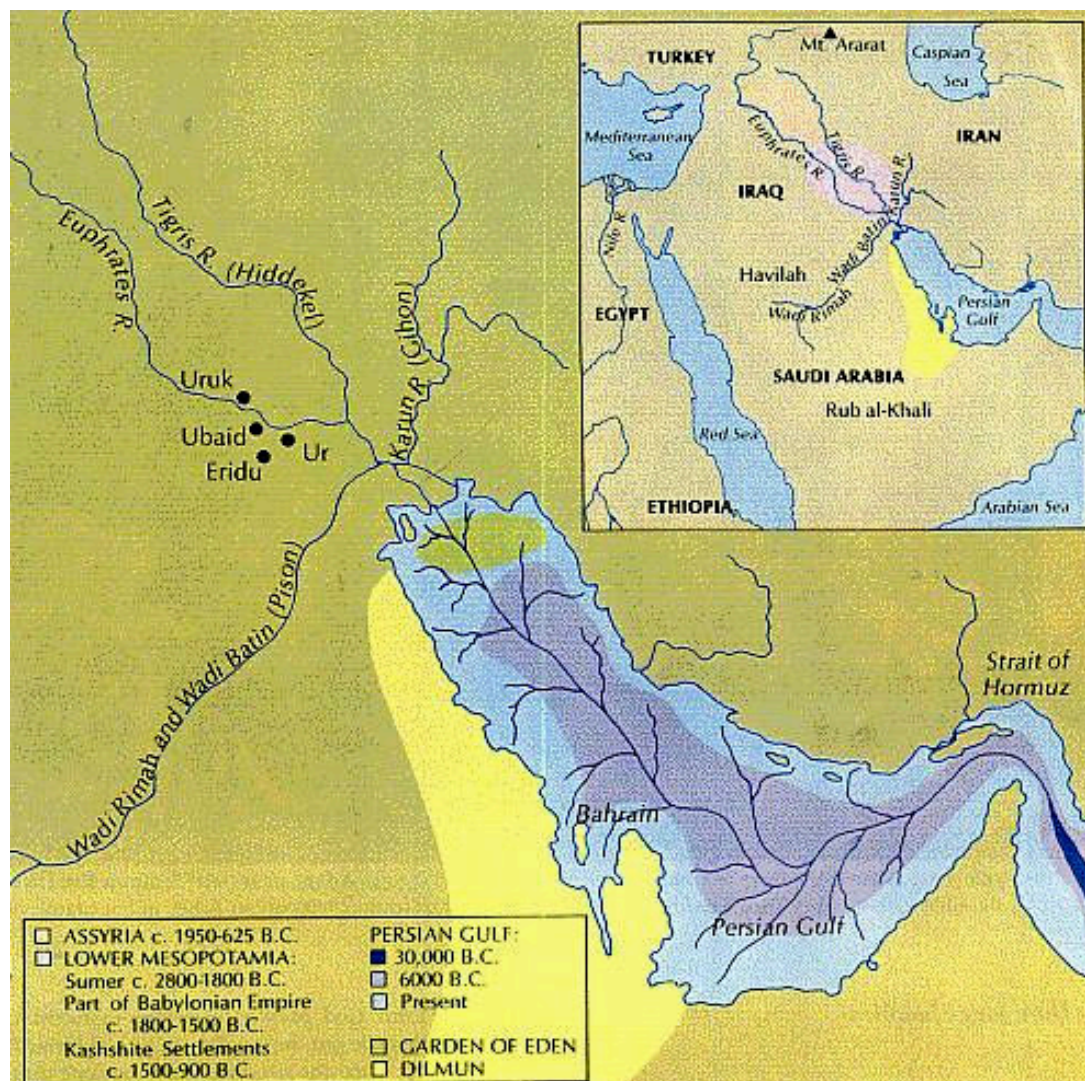 Mt. Ararat
TURKEY
Caspian
Sea
Mediterranean
Sea
Euphrates R.
Tigris R.
IRAN
IRAQ
Karun R.
Nile R.
Wadi Batin
Havilah
Wadi Rimah
EGYPT
Persian
Gulf
SAUDI ARABIA
Rub al-Khali
Red Sea
ETHIOPIA
Arabian Sea
Tigris R. (Hiddekel)
Euphrates R.
Karun R. (Gihon)
Uruk
Ubaid
Ur
Eridu
Wadi Rimah and Wadi Batin (Pison)
Strait of
Hormuz
Bahrain
Persian Gulf
ASSYRIA c. 1950-625 B.C.
LOWER MESOPOTAMIA:
Sumer c. 2800-1800 B.C.
Part of Babylonian Empire
c. 1800-1500 B.C.
Kashshite Settlements
c. 1500-900 B.C.
PERSIAN GULF:
30,000 B.C.
6000 B.C.
Present
GARDEN OF EDEN
DILMUN